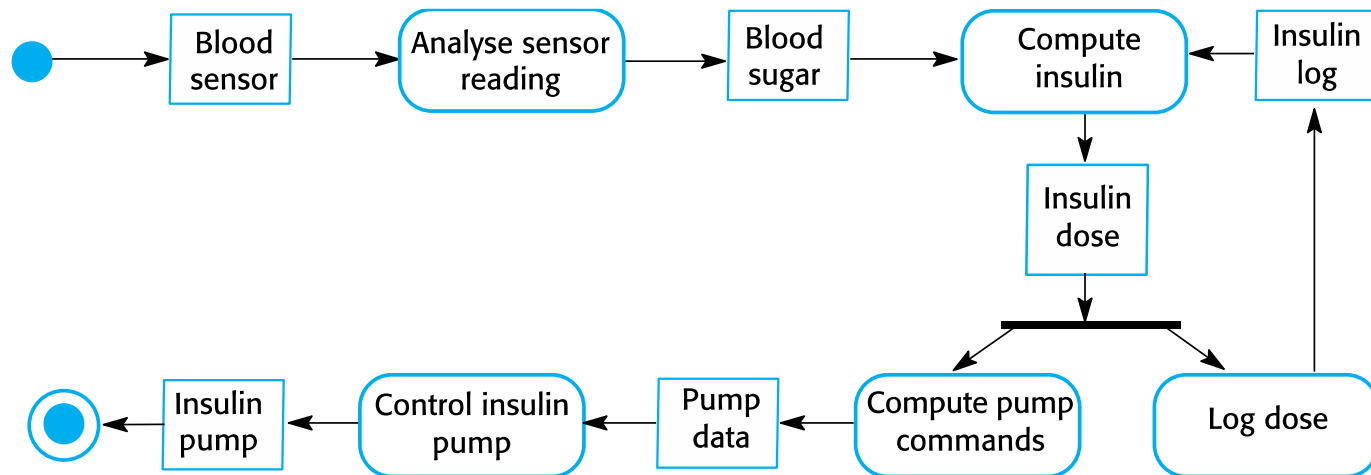 Blood
sensor
Analyse sensor
reading
Blood
sugar
Compute
insulin
Insulin
log
Insulin
dose
Insulin
pump
Control insulin
pump
Pump
data
Compute pump
commands
Log dose